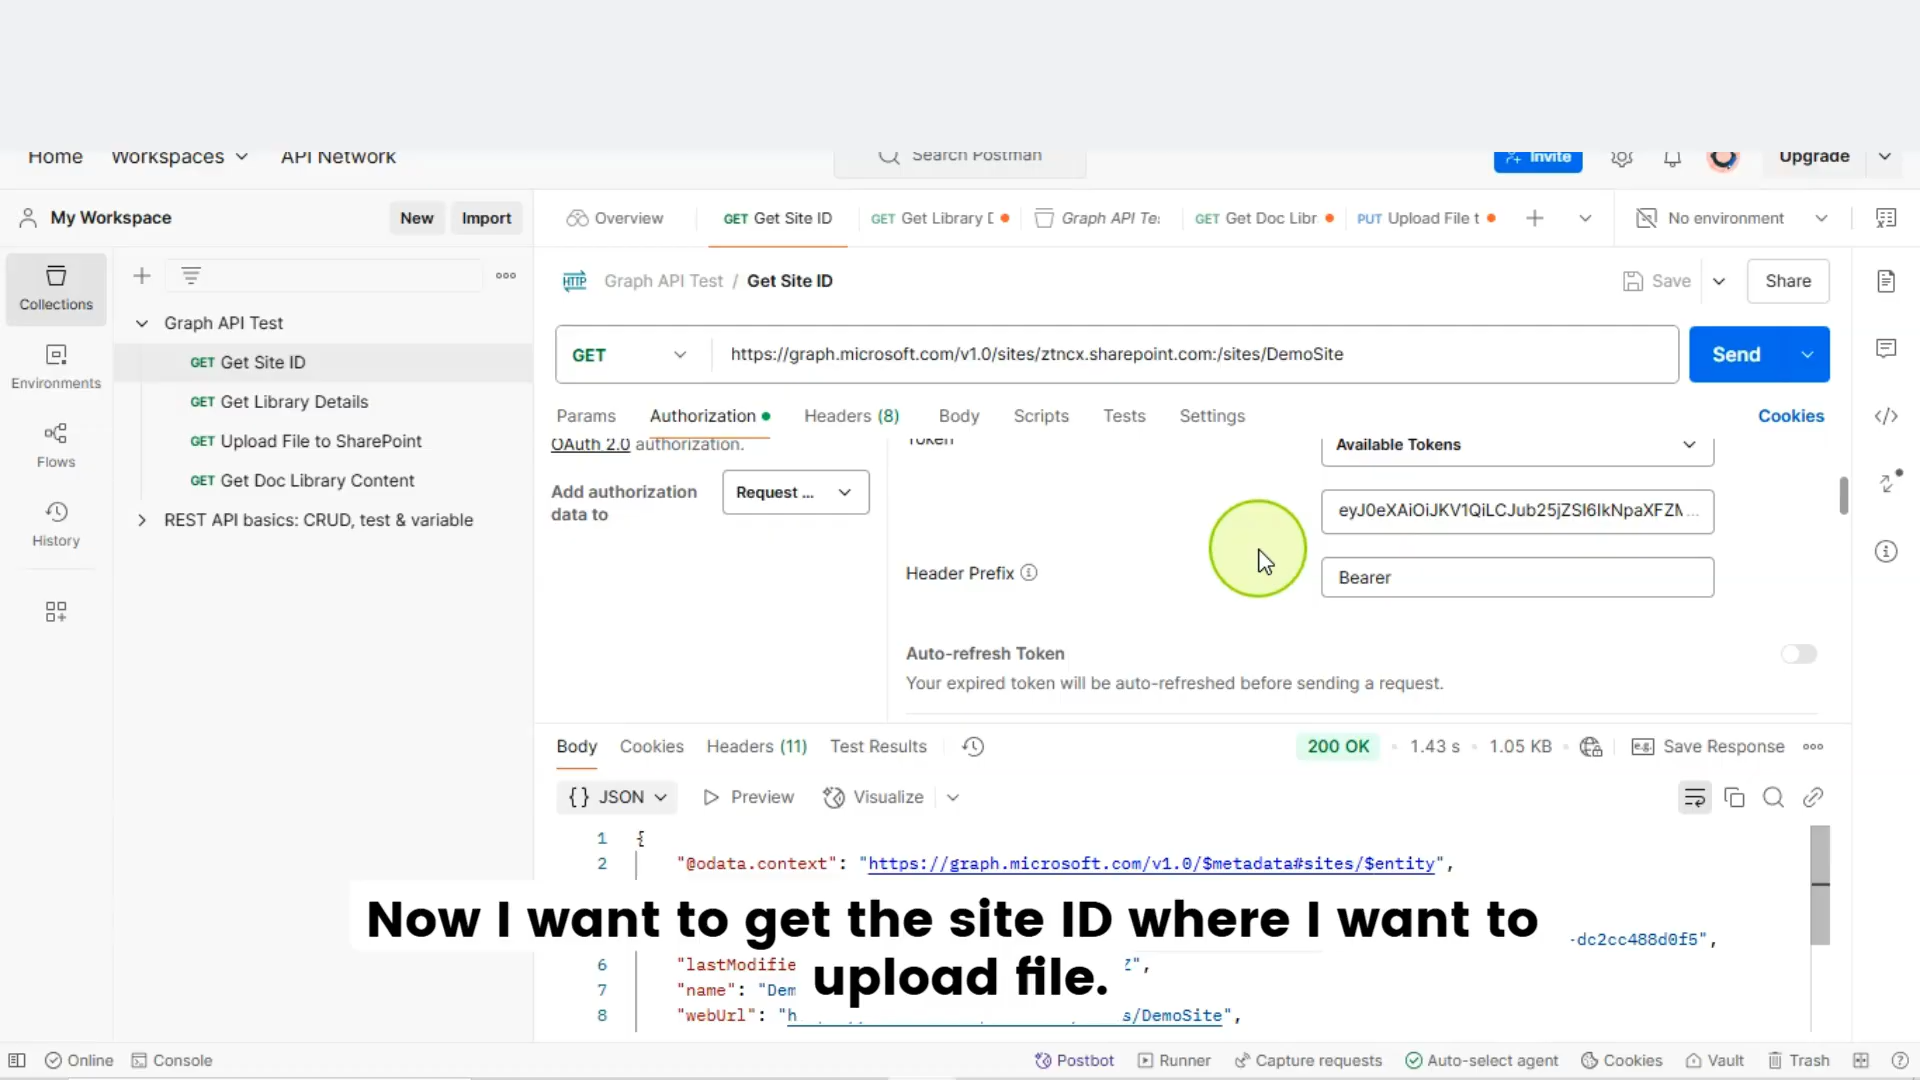 Home Workspaces API Network Search Postman Invite Upgrade
My Workspace New Import Overview GET Get Site ID GET Get Library D Graph API Te: GET Get Doc Libr PUT Upload File t No environment
Collections
Environments
Flows
History
Graph API Test
GET Get Site ID
GET Get Library Details
GET Upload File to SharePoint
GET Get Doc Library Content
REST API basics: CRUD, test & variable
HTTP Graph API Test / Get Site ID Save Share
GET https://graph.microsoft.com/v1.0/sites/ztncx.sharepoint.com:/sites/DemoSite Send
Params Authorization Headers (8) Body Scripts Tests Settings Cookies
OAuth 2.0 authorization. Token Available Tokens
Add authorization data to Request ...
Header Prefix Bearer
Auto-refresh Token
Your expired token will be auto-refreshed before sending a request.
Body Cookies Headers (11) Test Results 200 OK 1.43 s 1.05 KB e.g. Save Response
{} JSON Preview Visualize
1 {
2 "@odata.context": "https://graph.microsoft.com/v1.0/$metadata#sites/$entity",
Now I want to get the site ID where I want to
upload file.
-dc2cc488d0f5",
6 "lastModifie Z",
7 "name": "Dem
8 "webUrl": "h s/DemoSite",
Online Console Postbot Runner Capture requests Auto-select agent Cookies Vault Trash